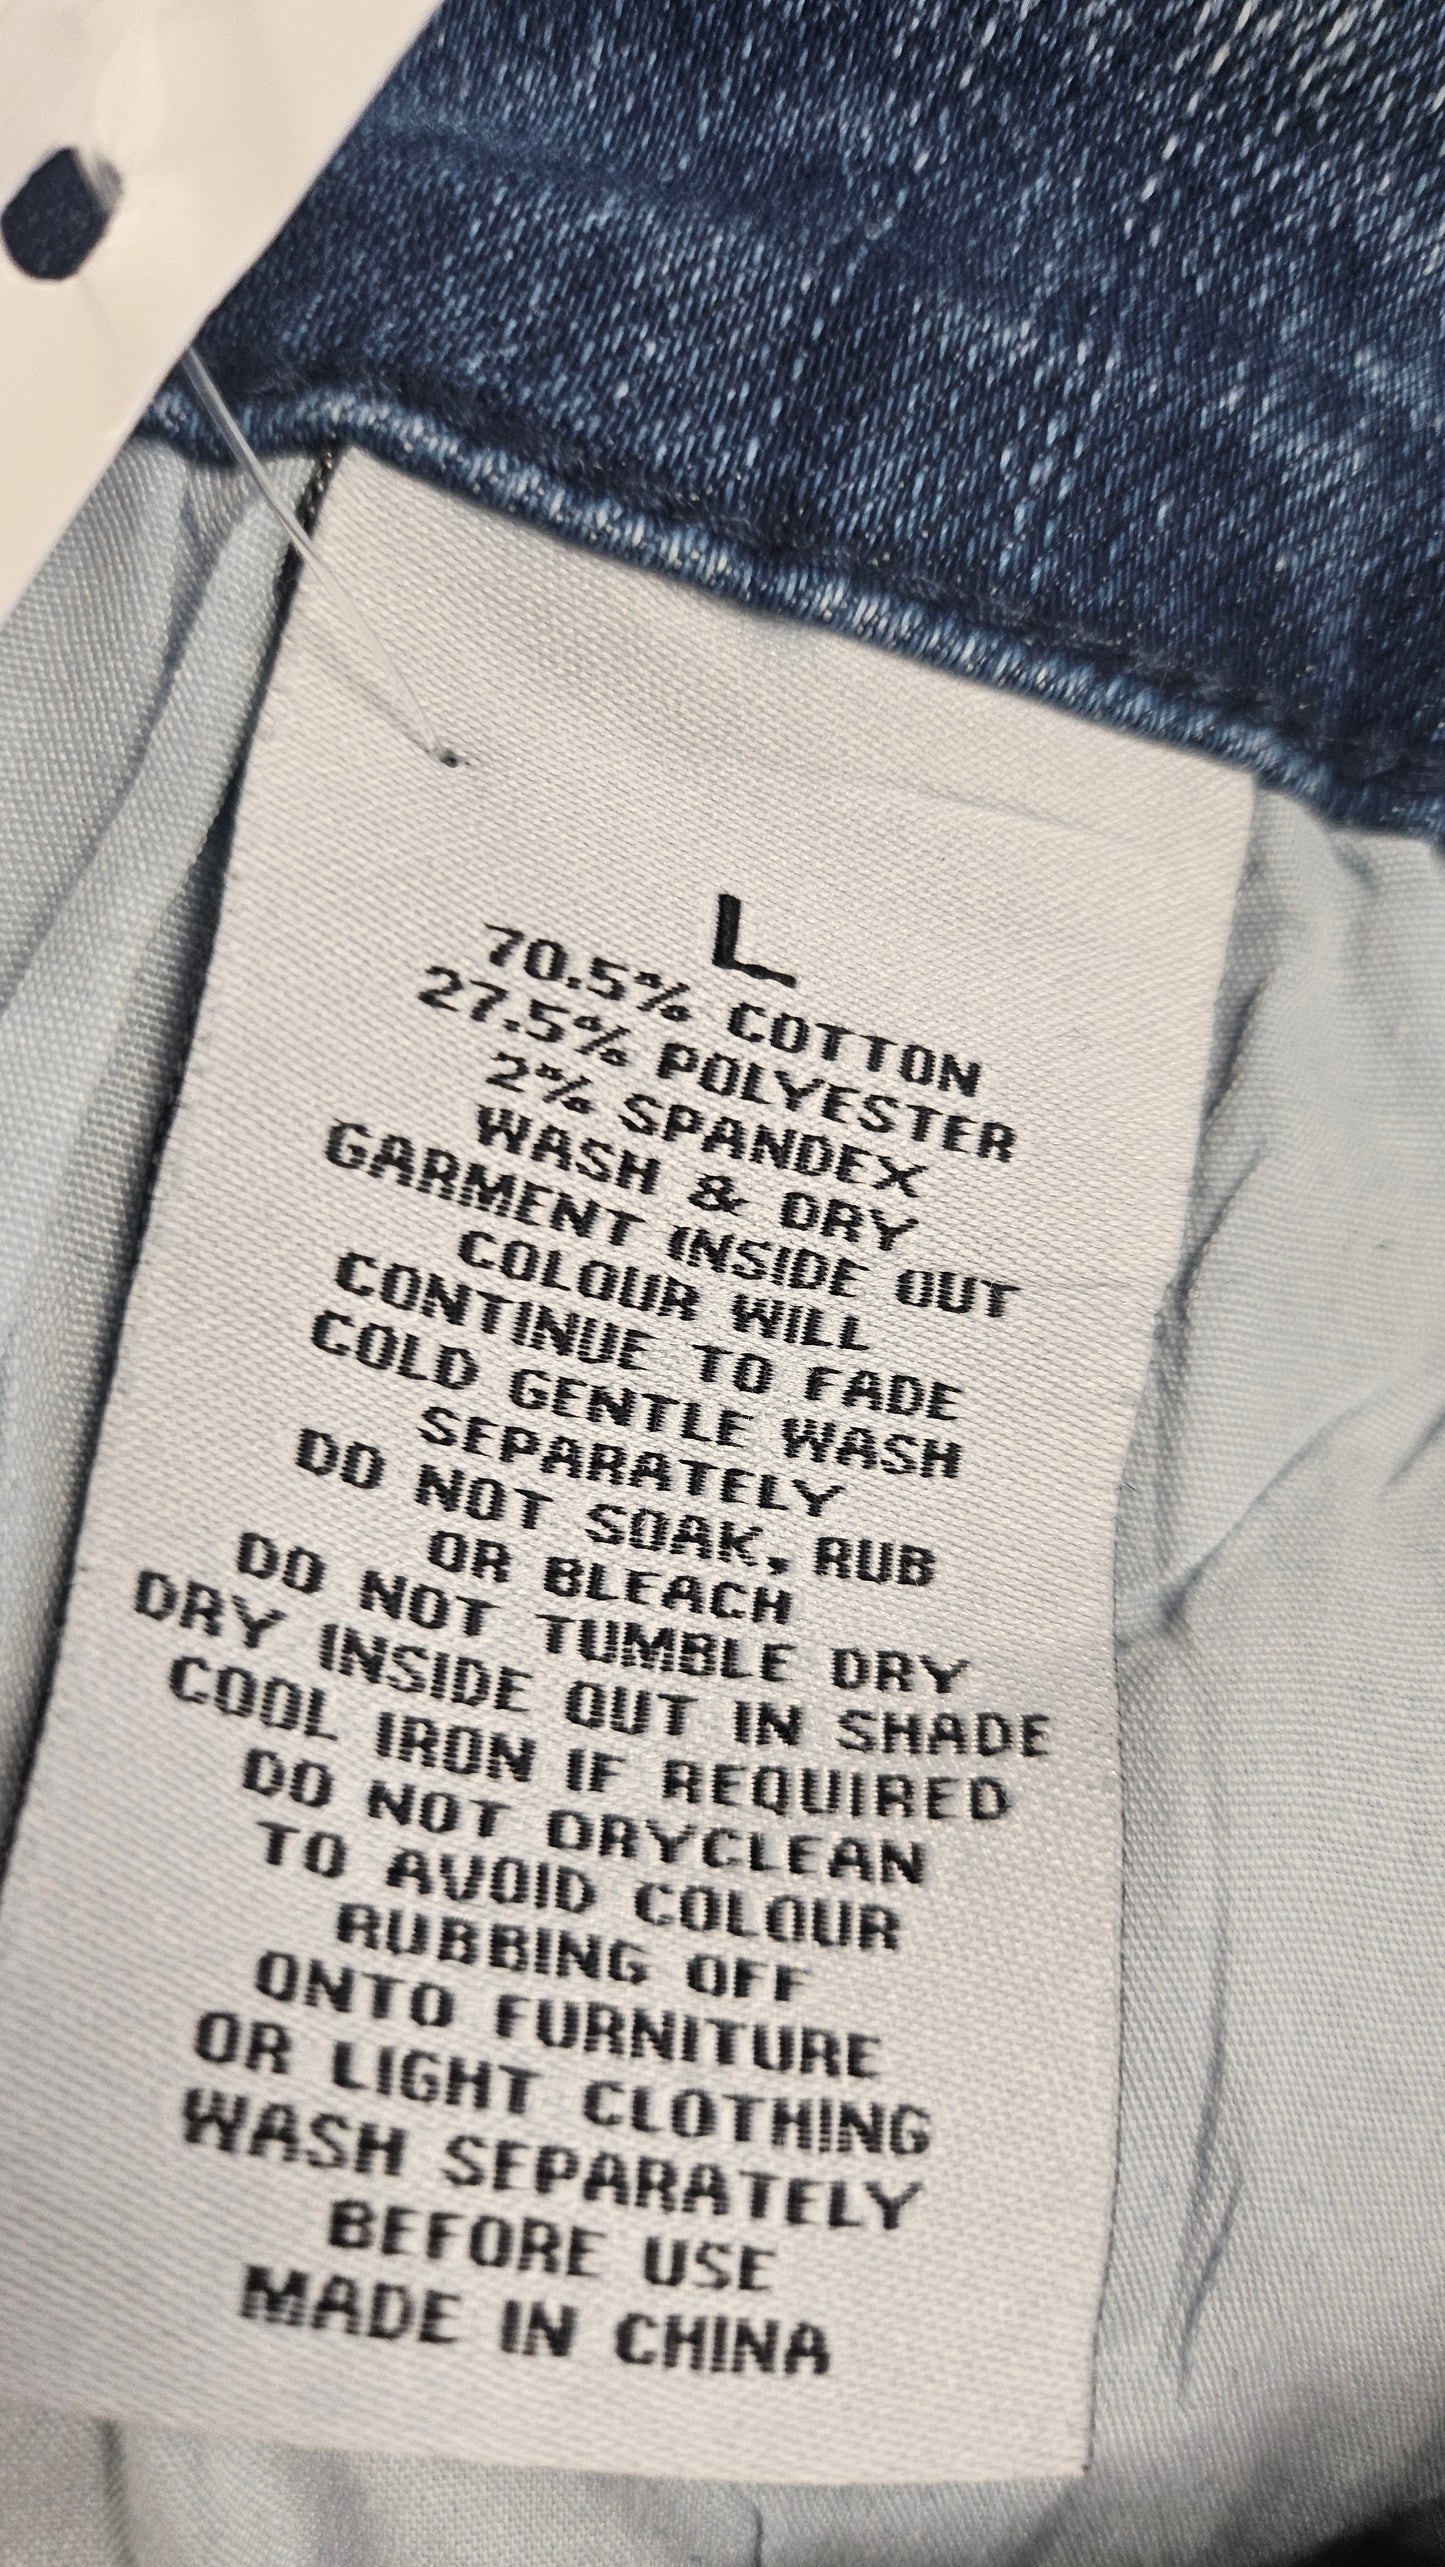 L
70.5% COTTON
27.5% POLYESTER
2% SPANDEX
WASH & DRY
GARMENT INSIDE OUT
COLOUR WILL
CONTINUE TO FADE
COLD GENTLE WASH
SEPARATELY
DO NOT SOAK, RUB
OR BLEACH
DO NOT TUMBLE DRY
DRY INSIDE OUT IN SHADE
COOL IRON IF REQUIRED
DO NOT DRYCLEAN
TO AVOID COLOUR
RUBBING OFF
ONTO FURNITURE
OR LIGHT CLOTHING
WASH SEPARATELY
BEFORE USE
MADE IN CHINA